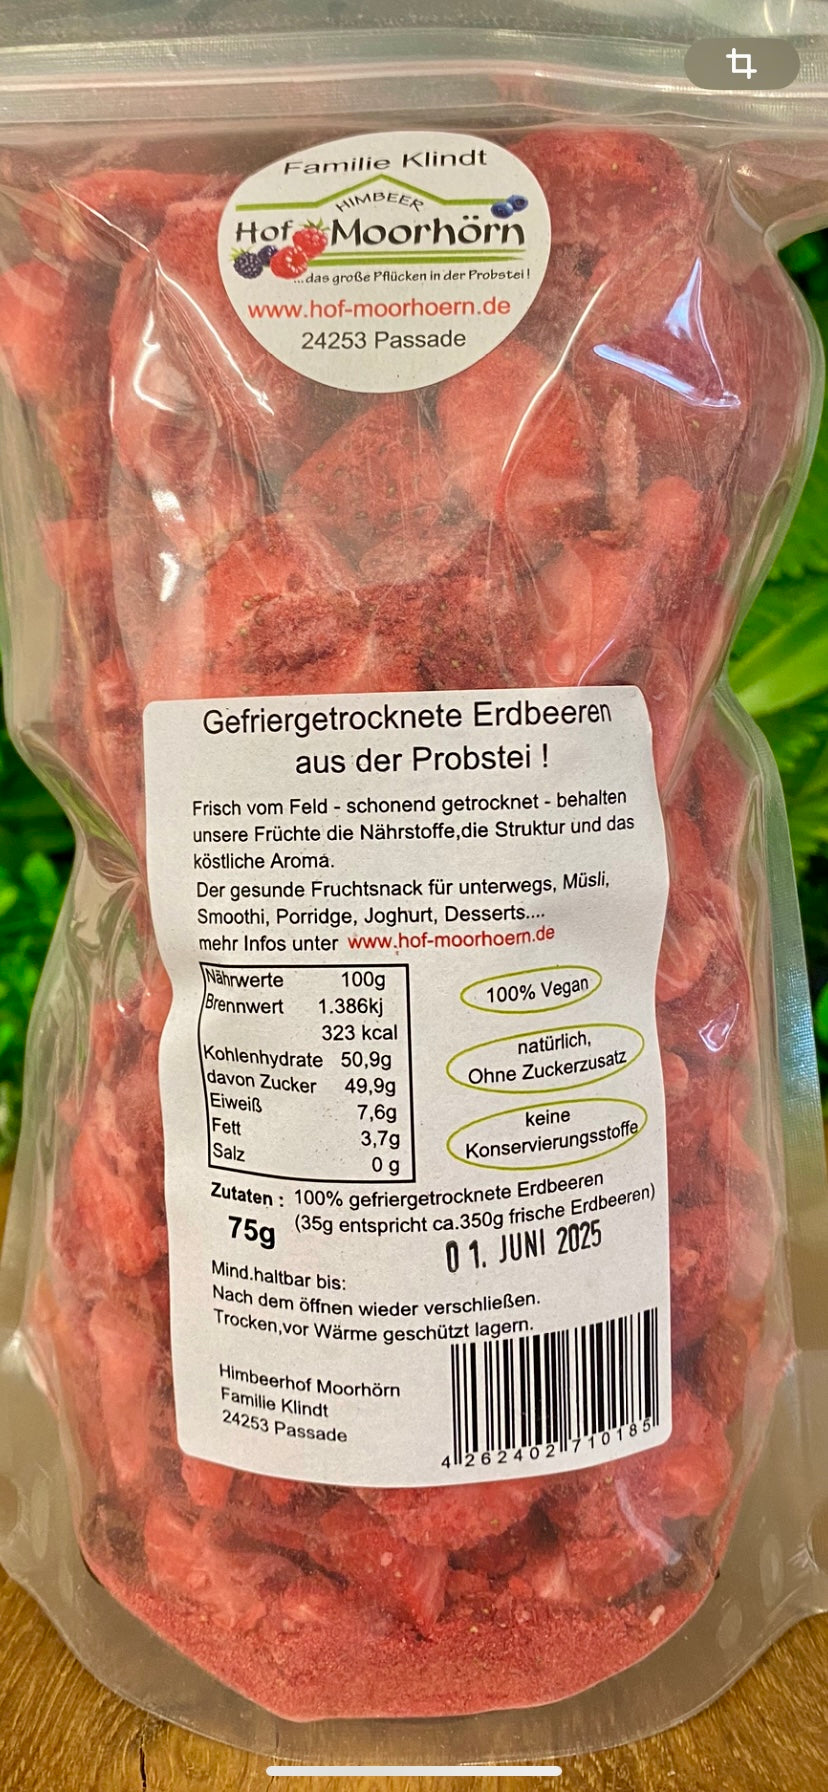 Familie Klindt
HIMBEER
Hof Moorhörn
...das große Pflücken in der Probstei!
www.hof-moorhoern.de
24253 Passade
Gefriergetrocknete Erdbeeren
aus der Probstei !
Frisch vom Feld - schonend getrocknet - behalten
unsere Früchte die Nährstoffe,die Struktur und das
köstliche Aroma.
Der gesunde Fruchtsnack für unterwegs, Müsli,
Smoothi, Porridge, Joghurt, Desserts....
mehr Infos unter www.hof-moorhoern.de
Nährwerte 100g
Brennwert 1.386kj
323 kcal
Kohlenhydrate 50,9g
davon Zucker 49,9g
Eiweiß 7,6g
Fett 3,7g
Salz 0 g
100% Vegan
natürlich,
Ohne Zuckerzusatz
keine
Konservierungsstoffe
Zutaten : 100% gefriergetrocknete Erdbeeren
75g (35g entspricht ca.350g frische Erdbeeren)
01. JUNI 2025
Mind.haltbar bis:
Nach dem öffnen wieder verschließen.
Trocken,vor Wärme geschützt lagern.
Himbeerhof Moorhörn
Familie Klindt
24253 Passade
4 262402 710185